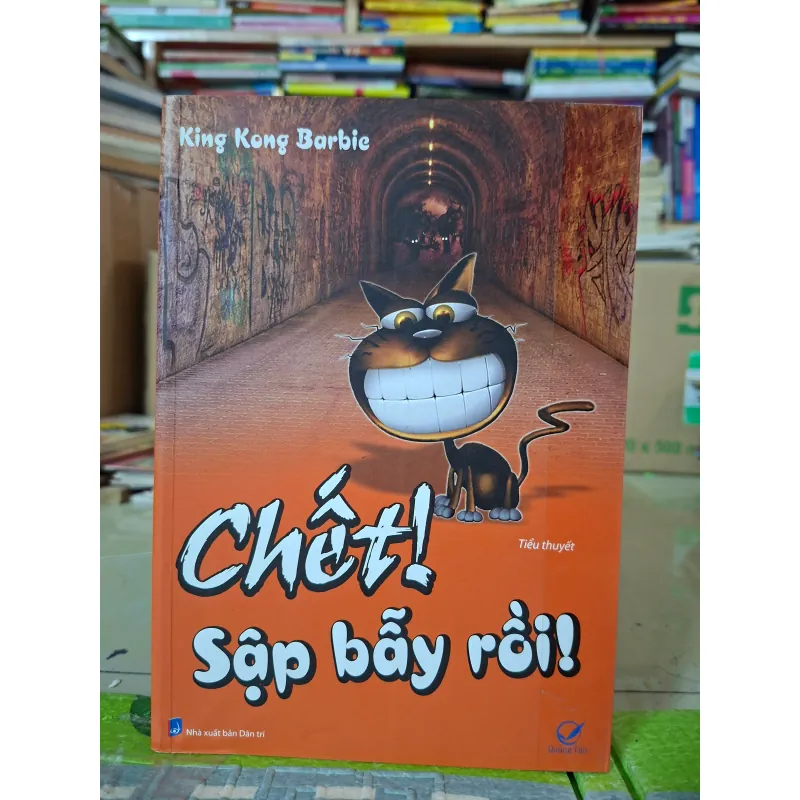 King Kong Barbie
Chết!
Tiểu thuyết
Sập bẫy rồi!
Nhà xuất bản Dân trí